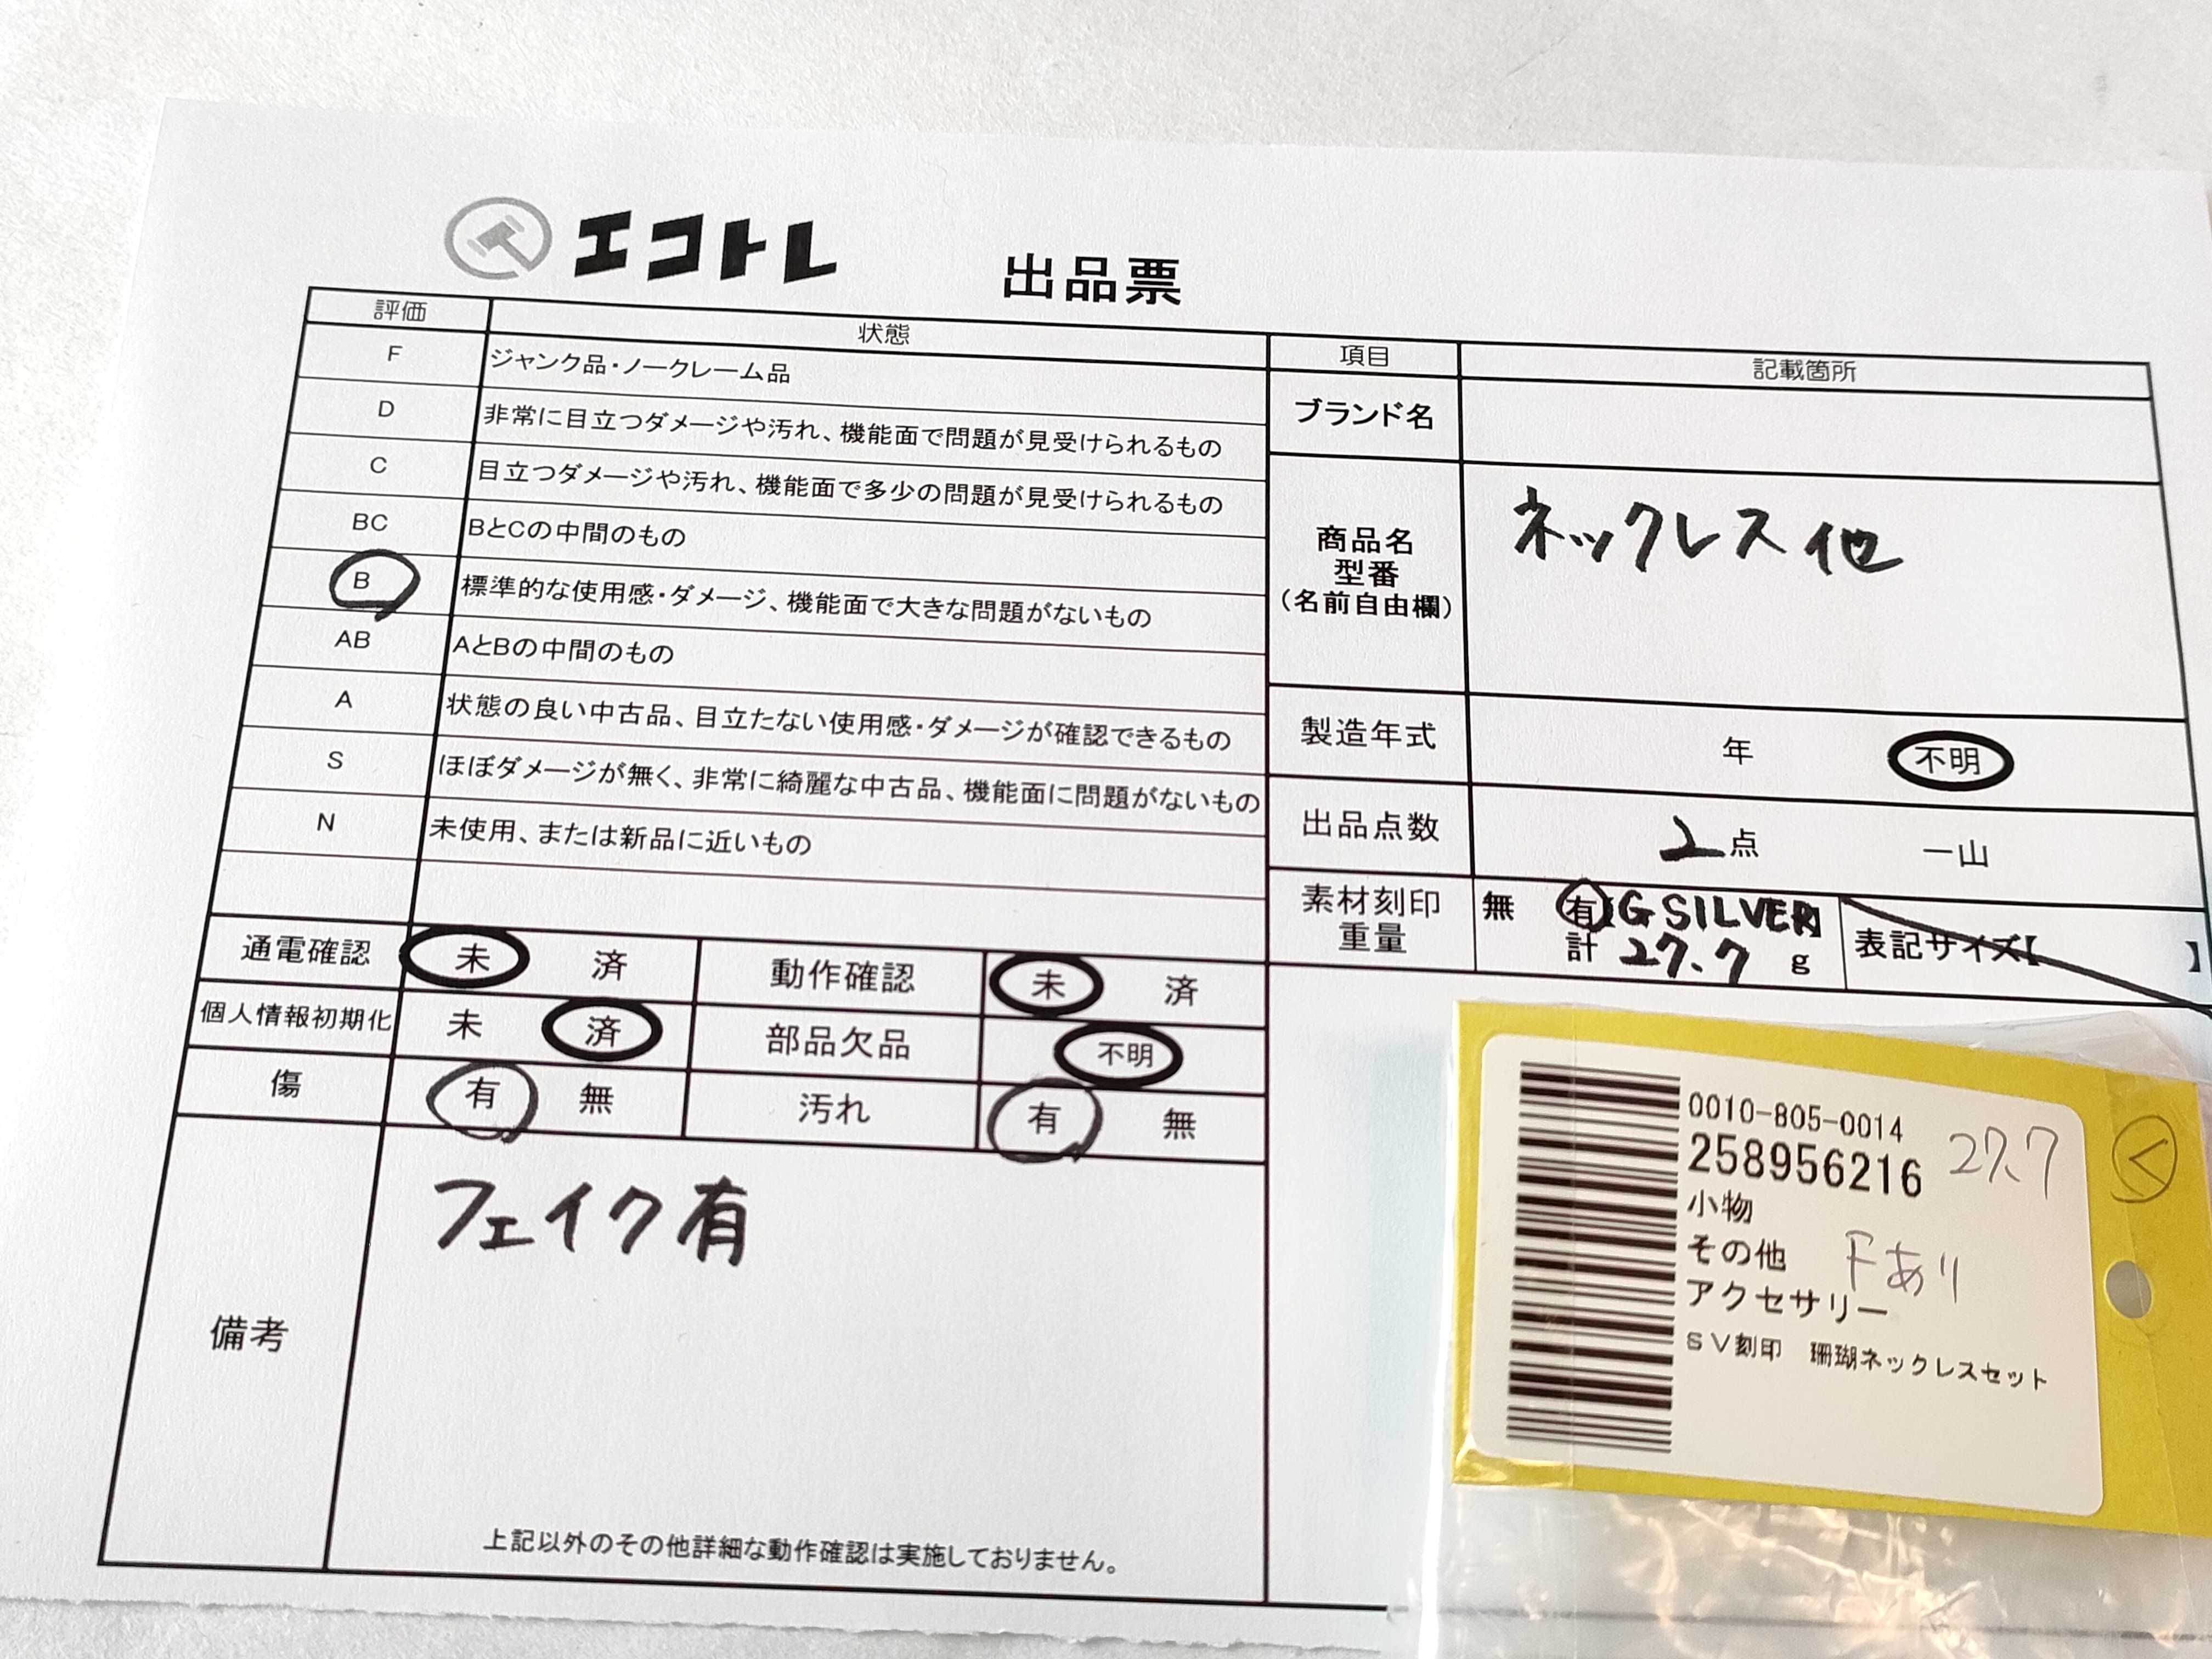 エコトレ
出品票
評価 状態
F ジャンク品・ノークレーム品
D 非常に目立つダメージや汚れ、機能面で問題が見受けられるもの
C 目立つダメージや汚れ、機能面で多少の問題が見受けられるもの
BC BとCの中間のもの
B 標準的な使用感・ダメージ、機能面で大きな問題がないもの
AB AとBの中間のもの
A 状態の良い中古品、目立たない使用感・ダメージが確認できるもの
S ほぼダメージが無く、非常に綺麗な中古品、機能面に問題がないもの
N 未使用、または新品に近いもの
通電確認 未 済 動作確認 未 済
個人情報初期化 未 済 部品欠品 不明
傷 有 無 汚れ 有 無
備考
フェイク有
上記以外のその他詳細な動作確認は実施しておりません。
項目 記載箇所
ブランド名
商品名
型番
(名前自由欄)
ネックレス他
製造年式 年 不明
出品点数 2点 一山
素材刻印
重量
無 有 G SILVER
計 27.7 g
表記サイズ【 】
0010-805-0014
258956216 27.7
小物
その他 Fあり
アクセサリー
SV刻印 珊瑚ネックレスセット
く